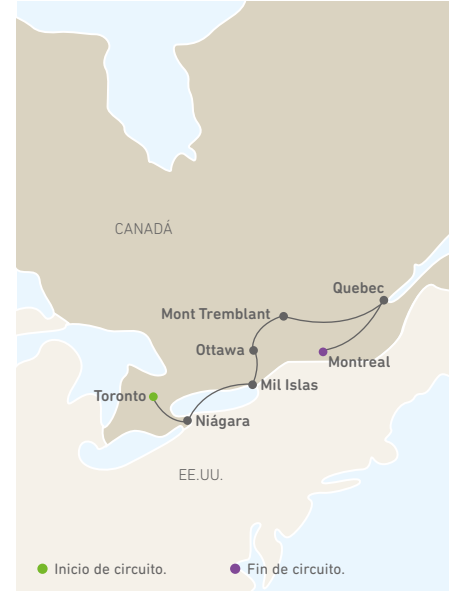 CANADÁ
Quebec
Mont Tremblant
Ottawa
Montreal
Mil Islas
Toronto
Niágara
EE.UU.
Inicio de circuito.
Fin de circuito.